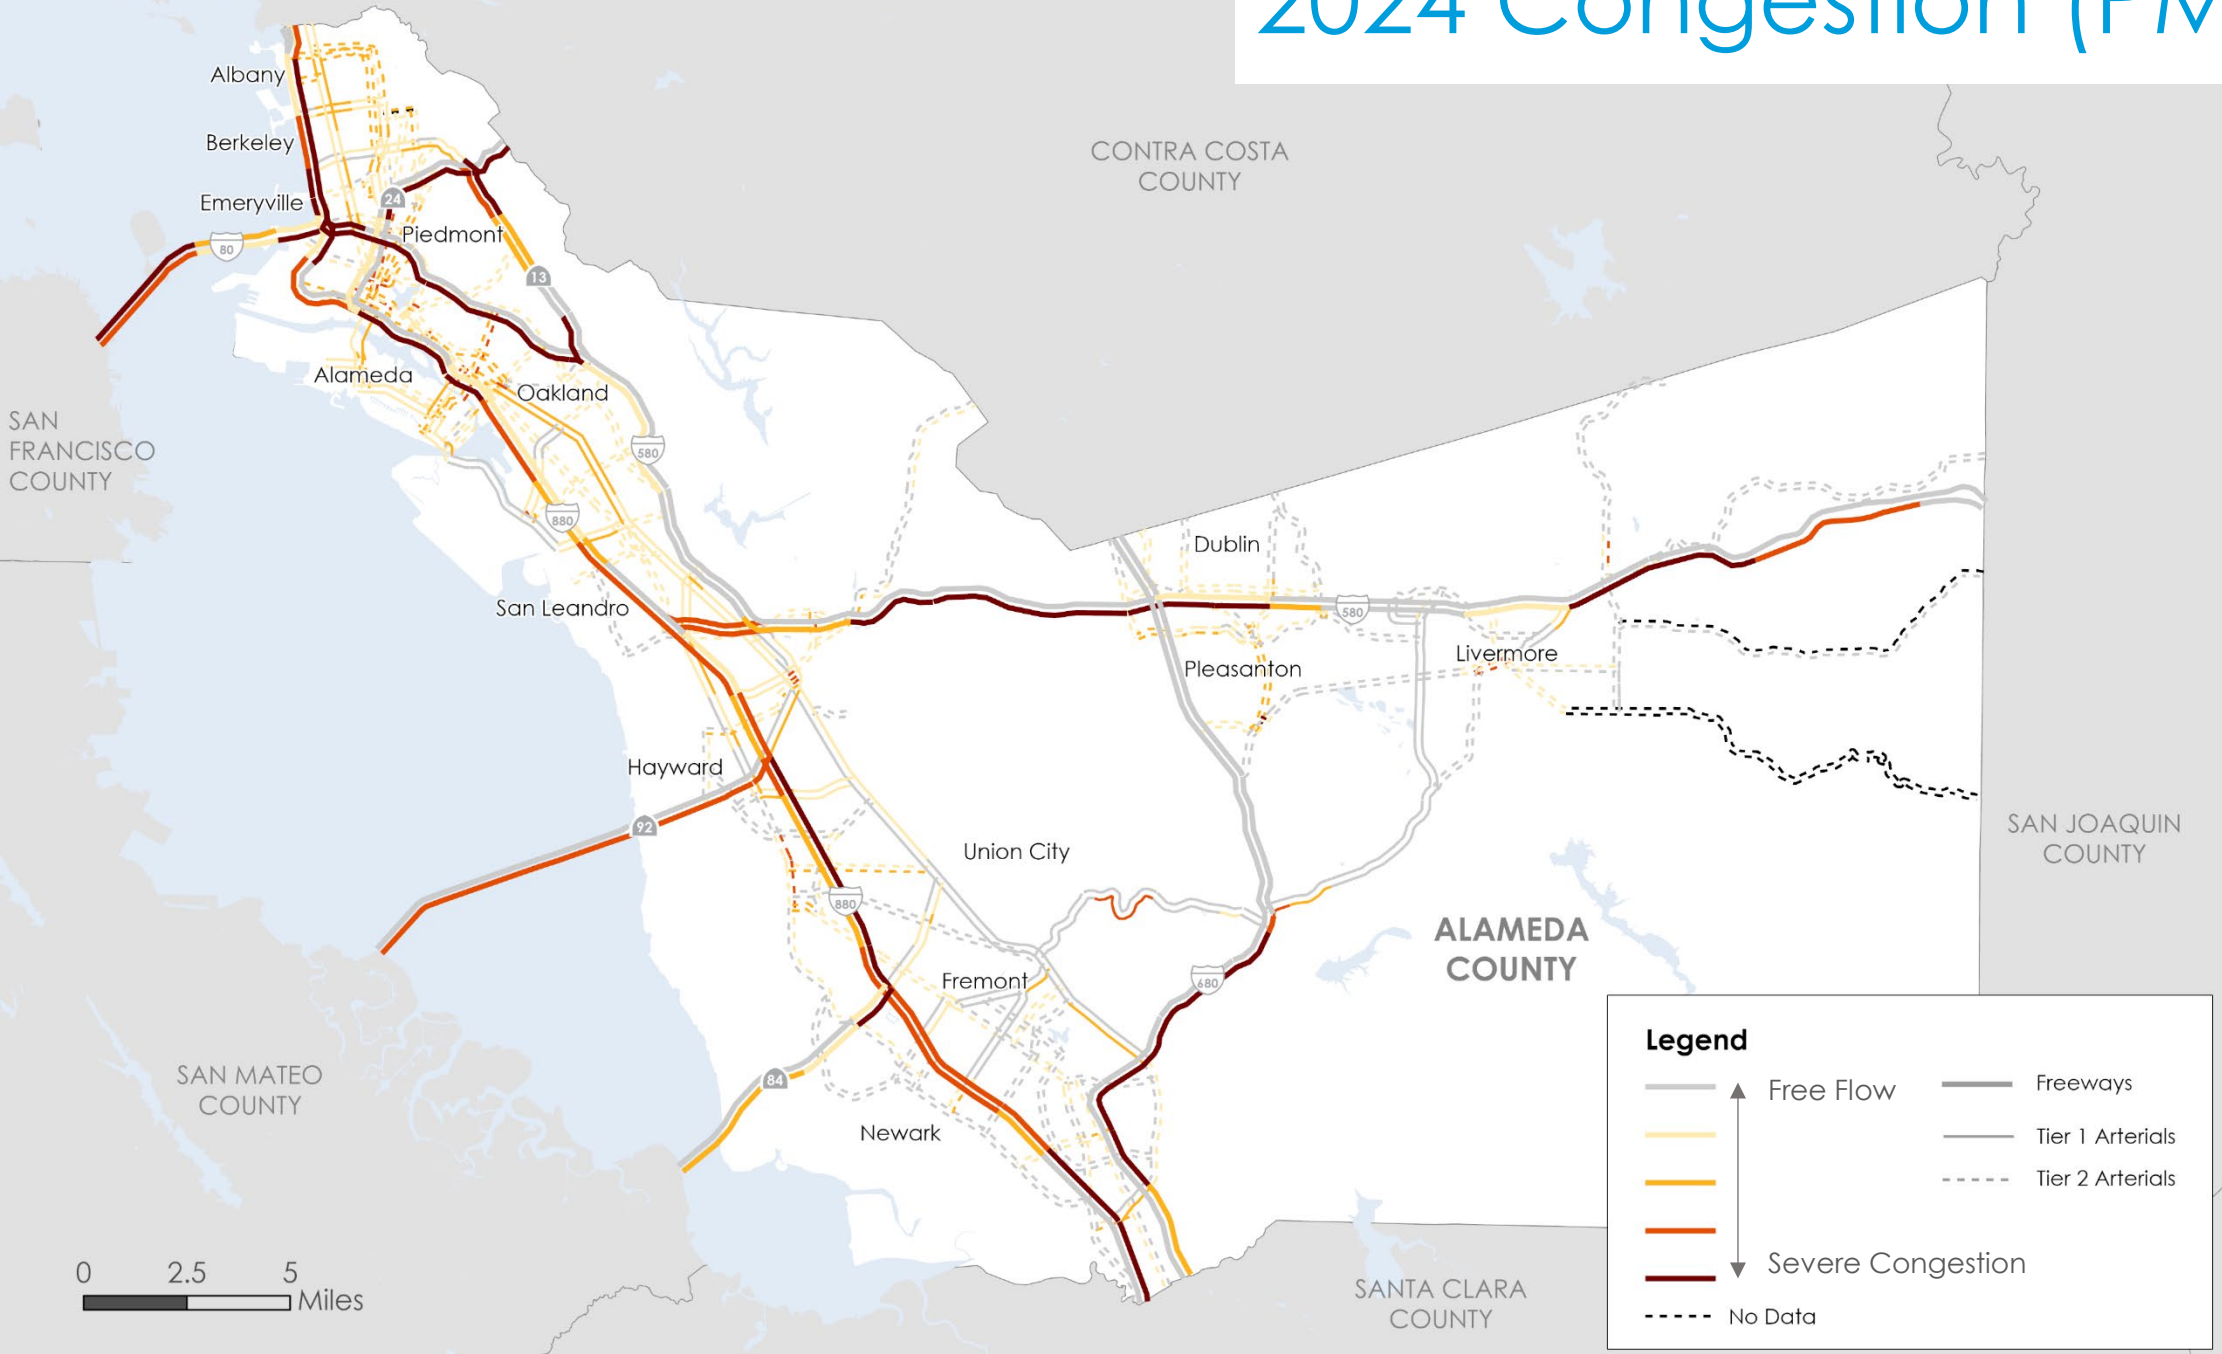 2024 Congestion (PM
Albany
Berkeley
Emeryville
24
Piedmont
80
13
CONTRA COSTA
COUNTY
Alameda
Oakland
SAN
FRANCISCO
COUNTY
580
880
Dublin
San Leandro
580
Livermore
Pleasanton
Hayward
92
Union City
SAN JOAQUIN
COUNTY
880
ALAMEDA
COUNTY
Fremont
680
84
SAN MATEO
COUNTY
Newark
Legend
Free Flow
Severe Congestion
No Data
Freeways
Tier 1 Arterials
Tier 2 Arterials
0 2.5 5
Miles
SANTA CLARA
COUNTY